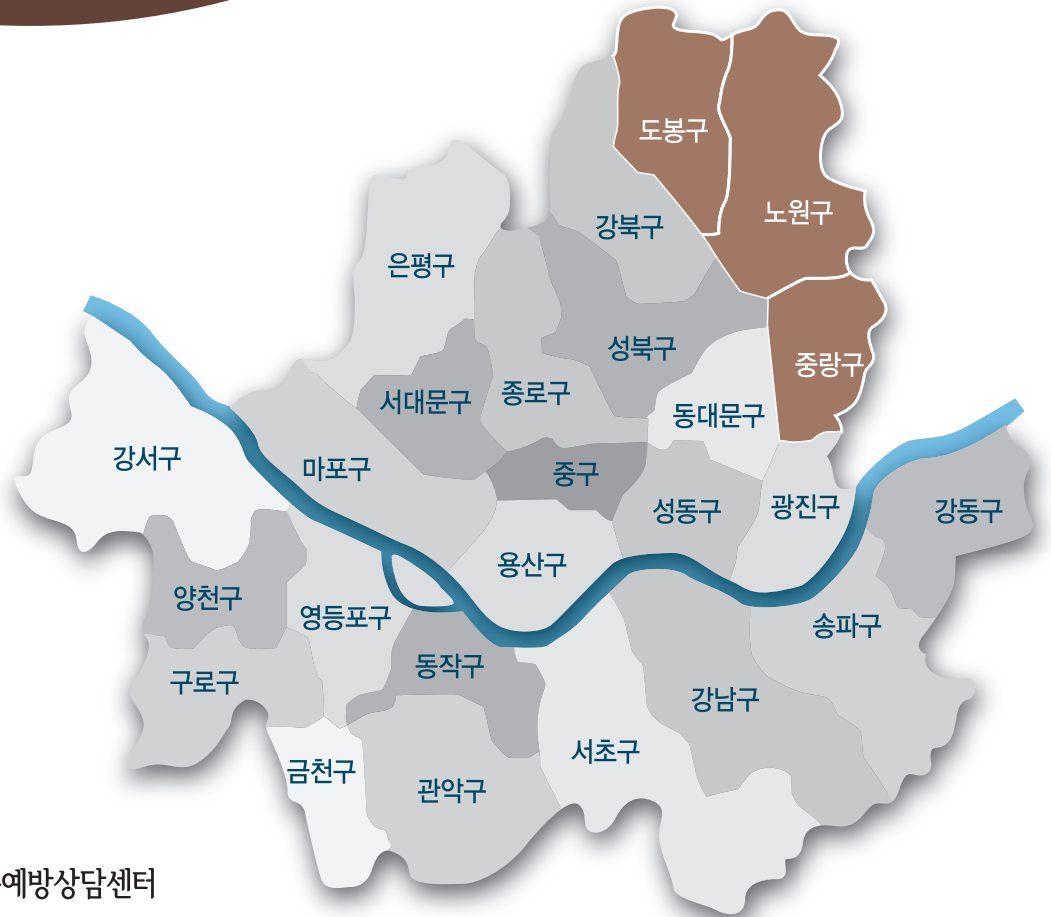 도봉구
노원구
강북구
은평구
성북구
중랑구
서대문구
종로구
동대문구
강서구
마포구
중구
성동구
광진구
강동구
용산구
양천구
영등포구
송파구
동작구
구로구
강남구
서초구
금천구
관악구
예방상담센터